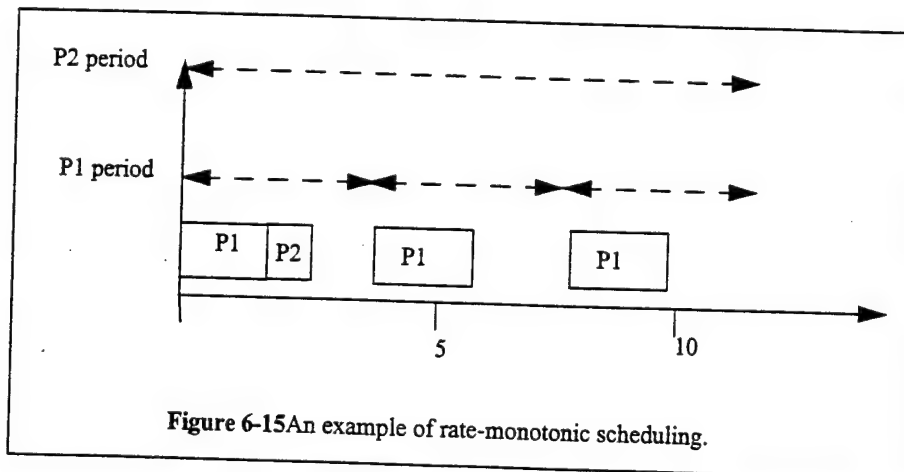 P2 period
P1 period
P1 P2 P1 P1
5 10
Figure 6-15An example of rate-monotonic scheduling.